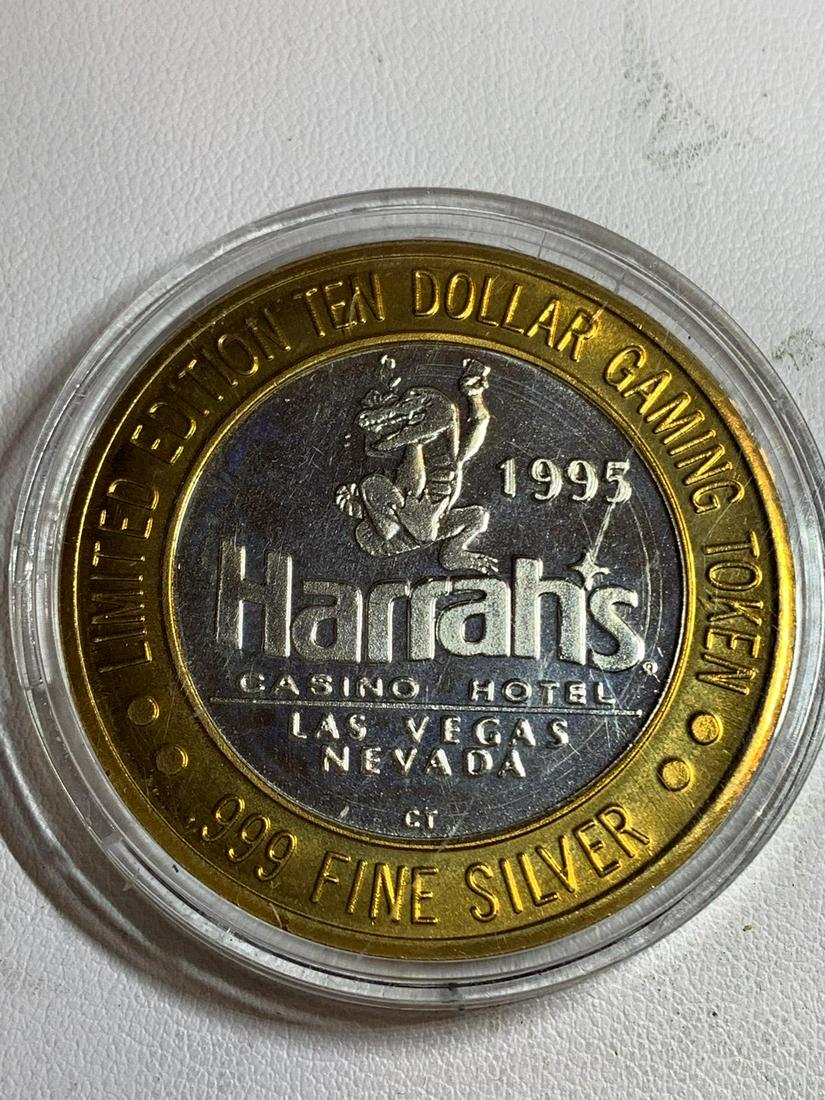 LIMITED EDITION TEN DOLLAR GAMING TOKEN
1995
Harrah's
CASINO HOTEL
LAS VEGAS
NEVADA
CT
.999 FINE SILVER